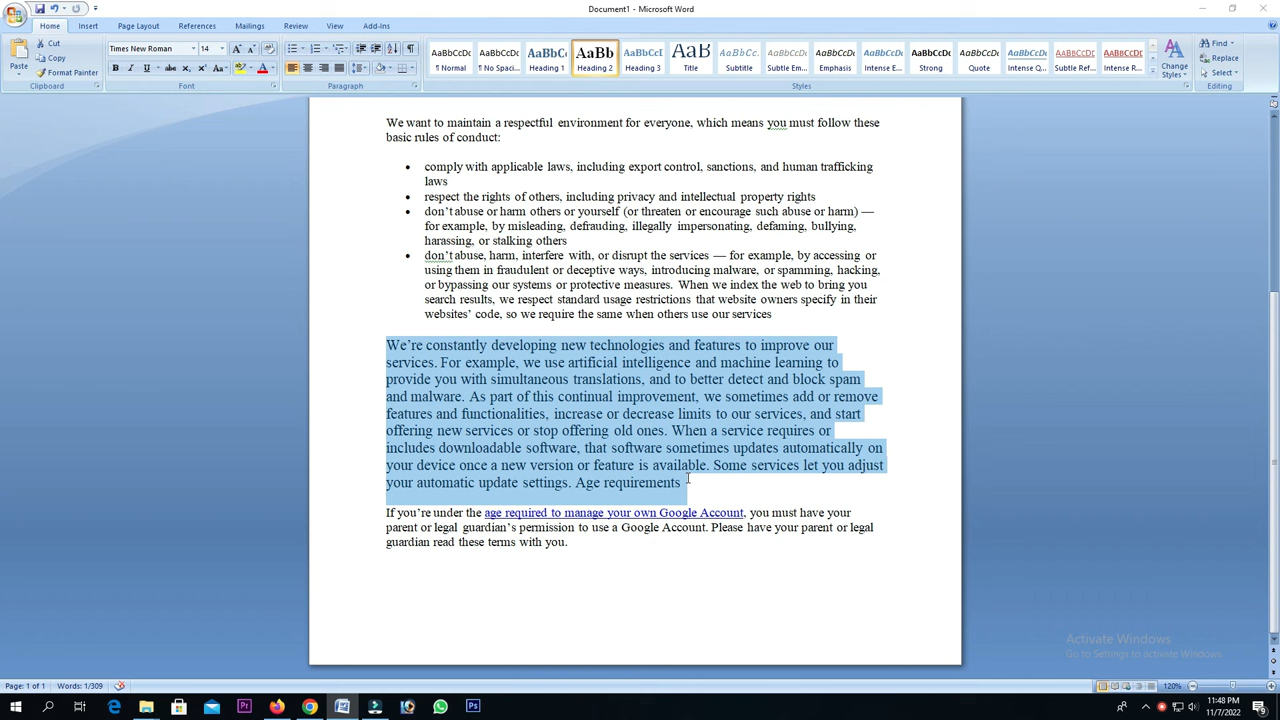 Document1 - Microsoft Word
Home Insert Page Layout References Mailings Review View Add-Ins
Paste
Cut
Copy
Format Painter
Clipboard
Times New Roman 14
Font
Paragraph
AaBbCcDc AaBbCcDc AaBbC AaBb AaBbCcI AaB AaBbCcI AaBbCcDc AaBbCcDc AaBbCcDc AaBbCcDc AaBbCcDc AaBbCcDc AaBbCcDc AaBbCcDc
¶ Normal ¶ No Spaci... Heading 1 Heading 2 Heading 3 Title Subtitle Subtle Em... Emphasis Intense E... Strong Quote Intense Q... Subtle Ref... Intense R...
Change
Styles
Styles
Find
Replace
Select
Editing
We want to maintain a respectful environment for everyone, which means you must follow these
basic rules of conduct:
• comply with applicable laws, including export control, sanctions, and human trafficking
laws
• respect the rights of others, including privacy and intellectual property rights
• don’t abuse or harm others or yourself (or threaten or encourage such abuse or harm) —
for example, by misleading, defrauding, illegally impersonating, defaming, bullying,
harassing, or stalking others
• don’t abuse, harm, interfere with, or disrupt the services — for example, by accessing or
using them in fraudulent or deceptive ways, introducing malware, or spamming, hacking,
or bypassing our systems or protective measures. When we index the web to bring you
search results, we respect standard usage restrictions that website owners specify in their
websites’ code, so we require the same when others use our services
We’re constantly developing new technologies and features to improve our
services. For example, we use artificial intelligence and machine learning to
provide you with simultaneous translations, and to better detect and block spam
and malware. As part of this continual improvement, we sometimes add or remove
features and functionalities, increase or decrease limits to our services, and start
offering new services or stop offering old ones. When a service requires or
includes downloadable software, that software sometimes updates automatically on
your device once a new version or feature is available. Some services let you adjust
your automatic update settings. Age requirements
If you’re under the age required to manage your own Google Account, you must have your
parent or legal guardian’s permission to use a Google Account. Please have your parent or legal
guardian read these terms with you.
Activate Windows
Go to Settings to activate Windows.
Page: 1 of 1 Words: 1/309 120%
11:48 PM
11/7/2022